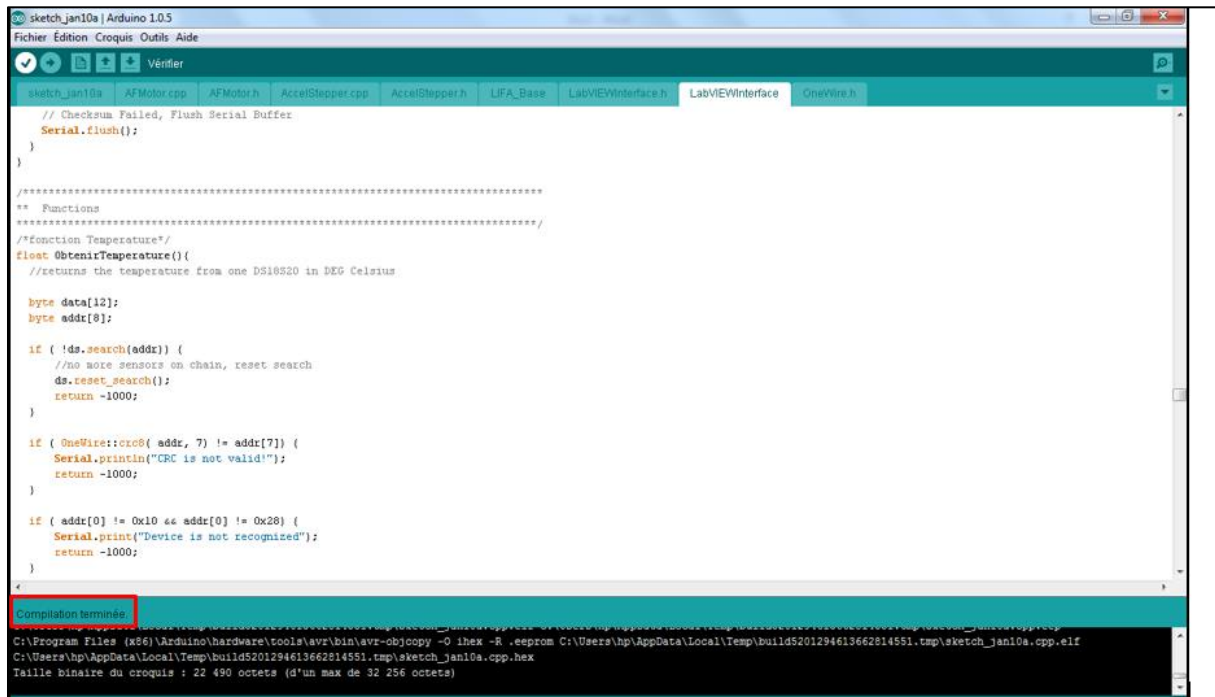 sketch_jan10a | Arduino 1.0.5
Fichier Édition Croquis Outils Aide
Vérifier
sketch_jan10a AFMotor.cpp AFMotor.h AccelStepper.cpp AccelStepper.h LIFA_Base LabVIEWInterface.h LabVIEWInterface OneWire.h
// Checksum Failed, Flush Serial Buffer
Serial.flush();
}
}
/*********************************************************************************
** Functions
*********************************************************************************/
/*fonction Temperature*/
float ObtenirTemperature(){
//returns the temperature from one DS18S20 in DEG Celsius
byte data[12];
byte addr[8];
if ( !ds.search(addr)) {
//no more sensors on chain, reset search
ds.reset_search();
return -1000;
}
if ( OneWire::crc8( addr, 7) != addr[7]) {
Serial.println("CRC is not valid!");
return -1000;
}
if ( addr[0] != 0x10 && addr[0] != 0x28) {
Serial.print("Device is not recognized");
return -1000;
}
Compilation terminée.
C:\Program Files (x86)\Arduino\hardware\tools\avr\bin\avr-objcopy -O ihex -R .eeprom C:\Users\hp\AppData\Local\Temp\build5201294613662814551.tmp\sketch_jan10a.cpp.elf
C:\Users\hp\AppData\Local\Temp\build5201294613662814551.tmp\sketch_jan10a.cpp.hex
Taille binaire du croquis : 22 490 octets (d'un max de 32 256 octets)